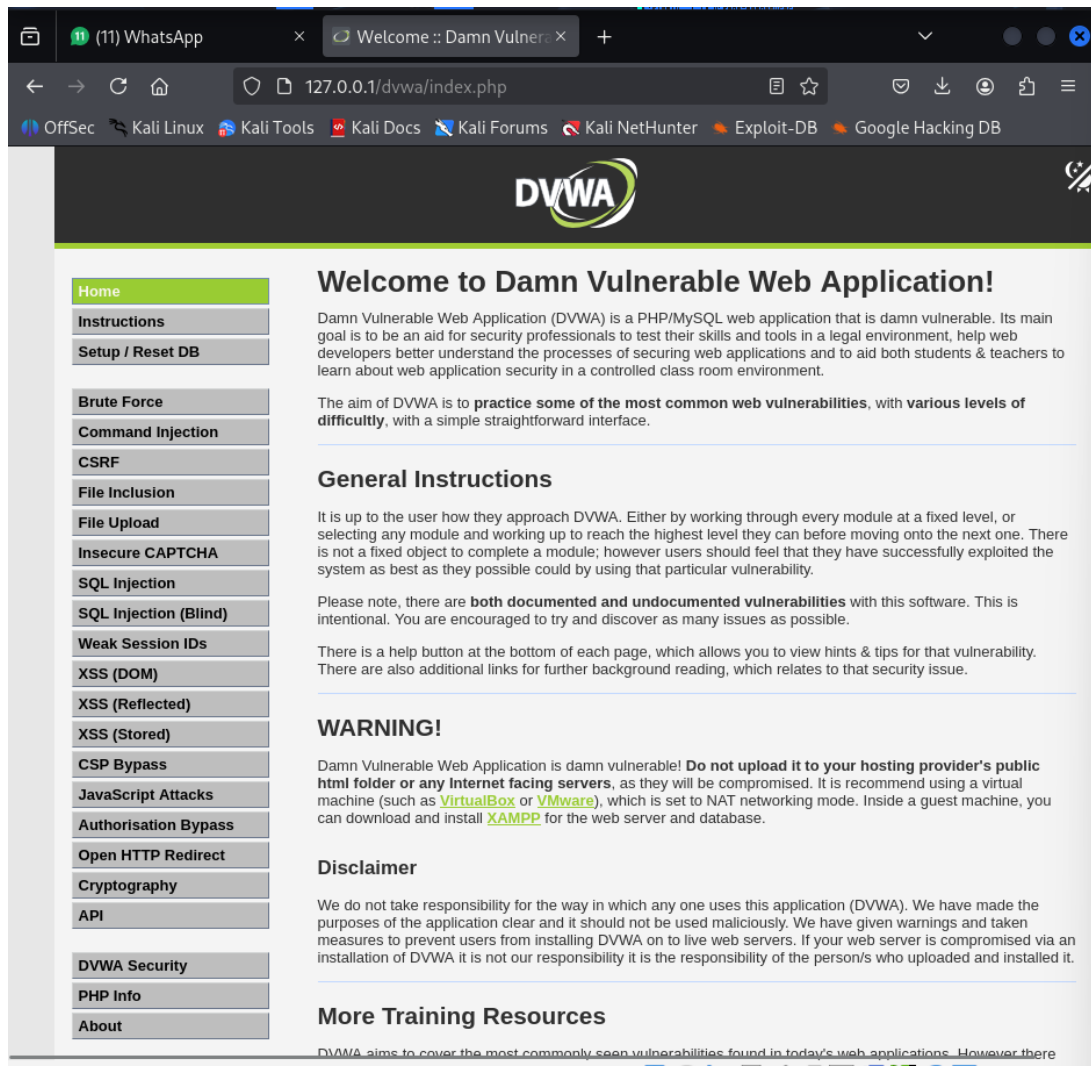 11 (11) WhatsApp
Welcome :: Damn Vulnera
127.0.0.1/dvwa/index.php
OffSec Kali Linux Kali Tools Kali Docs Kali Forums Kali NetHunter Exploit-DB Google Hacking DB
DVWA
Home
Instructions
Setup / Reset DB
Brute Force
Command Injection
CSRF
File Inclusion
File Upload
Insecure CAPTCHA
SQL Injection
SQL Injection (Blind)
Weak Session IDs
XSS (DOM)
XSS (Reflected)
XSS (Stored)
CSP Bypass
JavaScript Attacks
Authorisation Bypass
Open HTTP Redirect
Cryptography
API
DVWA Security
PHP Info
About
Welcome to Damn Vulnerable Web Application!
Damn Vulnerable Web Application (DVWA) is a PHP/MySQL web application that is damn vulnerable. Its main
goal is to be an aid for security professionals to test their skills and tools in a legal environment, help web
developers better understand the processes of securing web applications and to aid both students & teachers to
learn about web application security in a controlled class room environment.
The aim of DVWA is to practice some of the most common web vulnerabilities, with various levels of
difficultly, with a simple straightforward interface.
General Instructions
It is up to the user how they approach DVWA. Either by working through every module at a fixed level, or
selecting any module and working up to reach the highest level they can before moving onto the next one. There
is not a fixed object to complete a module; however users should feel that they have successfully exploited the
system as best as they possible could by using that particular vulnerability.
Please note, there are both documented and undocumented vulnerabilities with this software. This is
intentional. You are encouraged to try and discover as many issues as possible.
There is a help button at the bottom of each page, which allows you to view hints & tips for that vulnerability.
There are also additional links for further background reading, which relates to that security issue.
WARNING!
Damn Vulnerable Web Application is damn vulnerable! Do not upload it to your hosting provider's public
html folder or any Internet facing servers, as they will be compromised. It is recommend using a virtual
machine (such as VirtualBox or VMware), which is set to NAT networking mode. Inside a guest machine, you
can download and install XAMPP for the web server and database.
Disclaimer
We do not take responsibility for the way in which any one uses this application (DVWA). We have made the
purposes of the application clear and it should not be used maliciously. We have given warnings and taken
measures to prevent users from installing DVWA on to live web servers. If your web server is compromised via an
installation of DVWA it is not our responsibility it is the responsibility of the person/s who uploaded and installed it.
More Training Resources
DVWA aims to cover the most commonly seen vulnerabilities found in today's web applications. However there